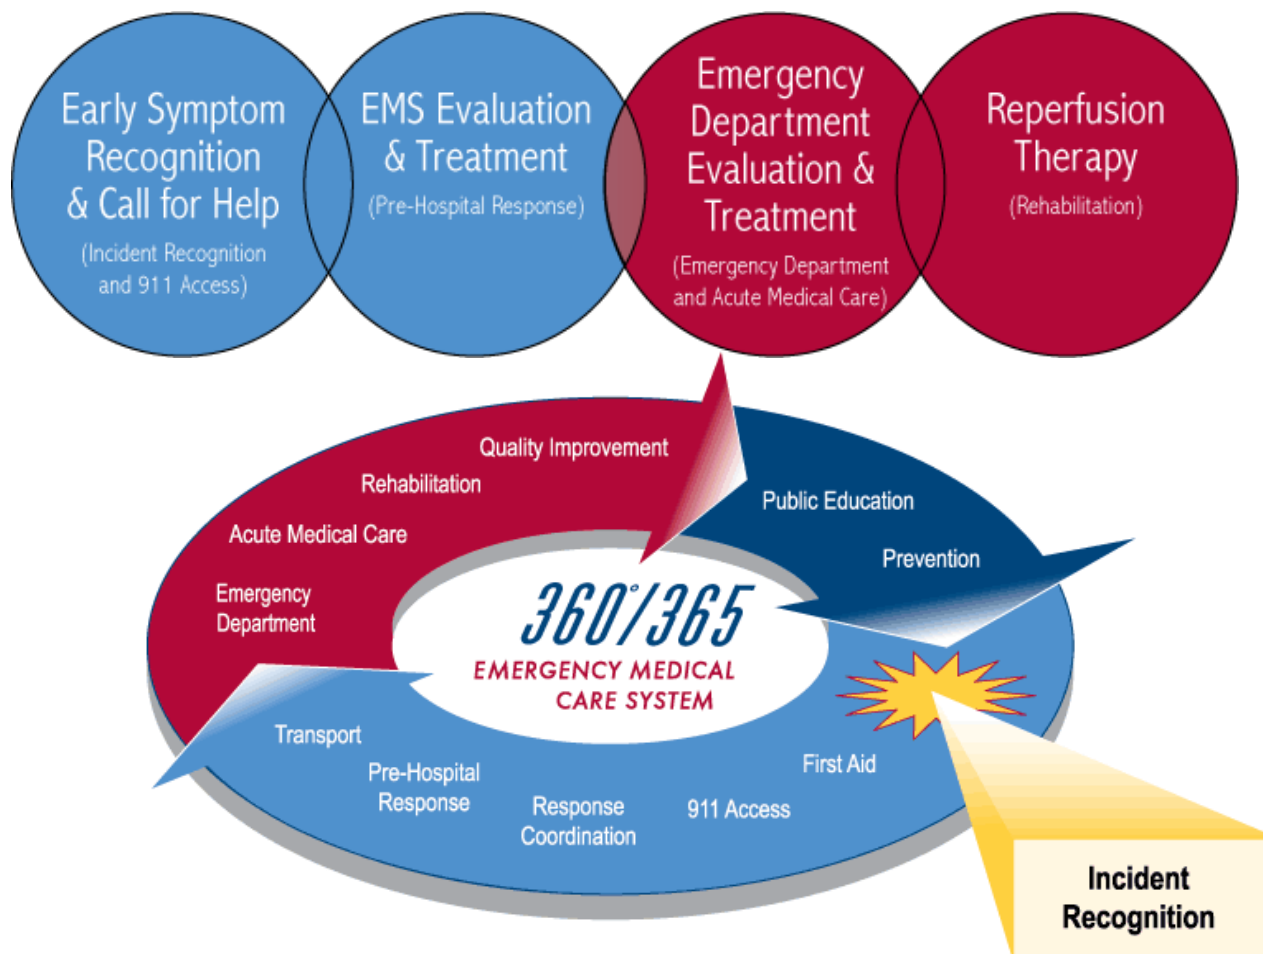 Early Symptom
Recognition
& Call for Help
(Incident Recognition
and 911 Access)
EMS Evaluation
& Treatment
(Pre-Hospital Response)
Emergency
Department
Evaluation &
Treatment
(Emergency Department
and Acute Medical Care)
Reperfusion
Therapy
(Rehabilitation)
Quality Improvement
Rehabilitation
Acute Medical Care
Emergency
Department
Public Education
Prevention
360°/365
EMERGENCY MEDICAL
CARE SYSTEM
Transport
Pre-Hospital
Response
Response
Coordination
911 Access
First Aid
Incident
Recognition